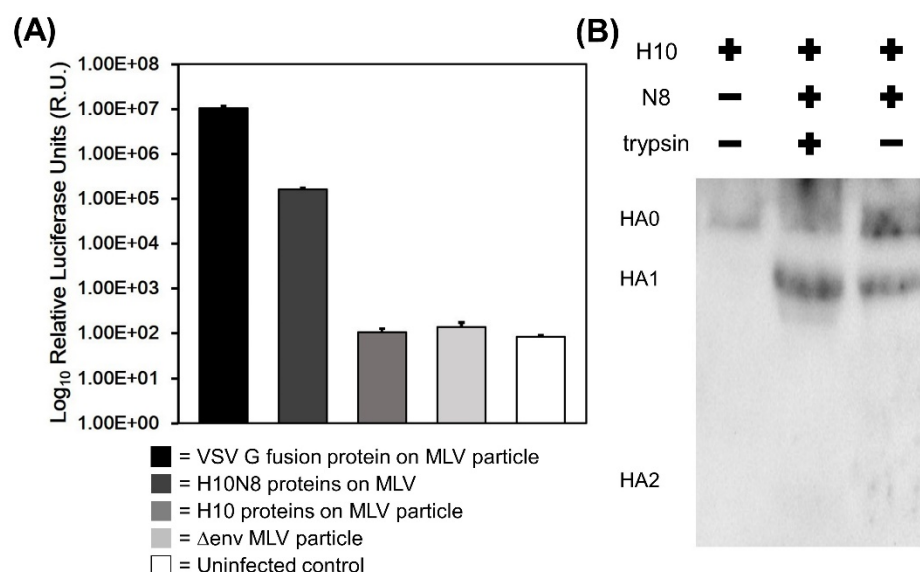 (A)
Log10 Relative Luciferase Units (R.U.)
1.00E+08
1.00E+07
1.00E+06
1.00E+05
1.00E+04
1.00E+03
1.00E+02
1.00E+01
1.00E+00
= VSV G fusion protein on MLV particle
= H10N8 proteins on MLV
= H10 proteins on MLV particle
= Δenv MLV particle
= Uninfected control
(B)
H10 + + +
N8 - + +
trypsin - + -
HA0
HA1
HA2